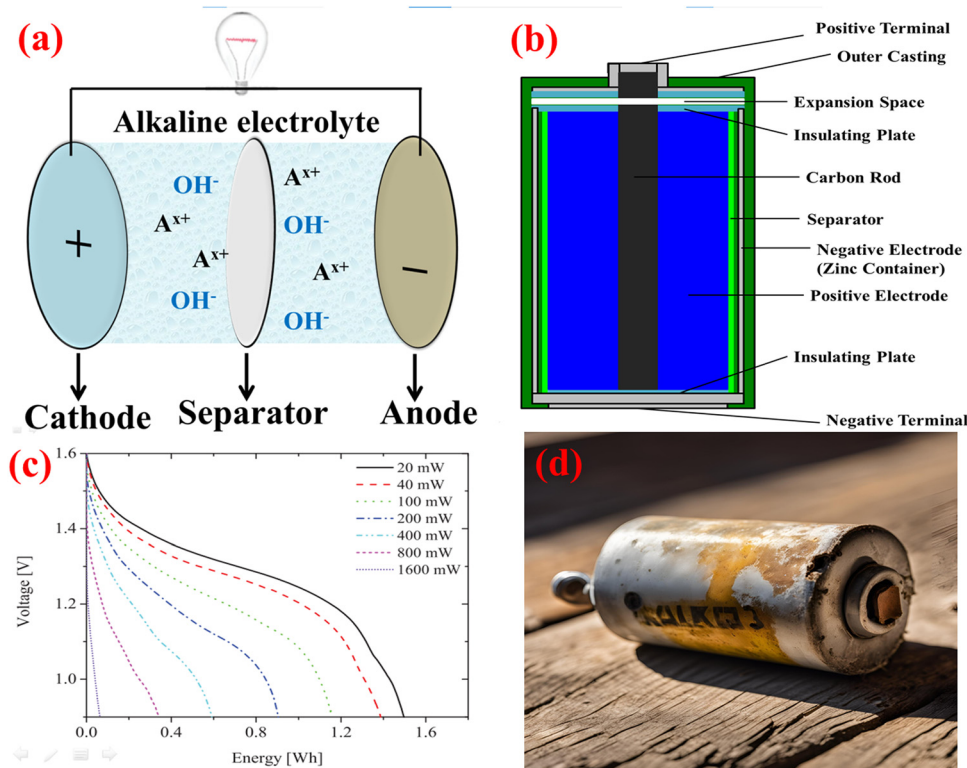 (a)
Alkaline electrolyte
OH-
Ax+
Ax+
OH-
Ax+
Ax+
OH-
OH-
+
−
Cathode
Separator
Anode
(b)
Positive Terminal
Outer Casting
Expansion Space
Insulating Plate
Carbon Rod
Separator
Negative Electrode
(Zinc Container)
Positive Electrode
Insulating Plate
Negative Terminal
(c)
Voltage [V]
1.6
1.4
1.2
1.0
0.0
0.4
0.8
1.2
1.6
Energy [Wh]
20 mW
40 mW
100 mW
200 mW
400 mW
800 mW
1600 mW
(d)